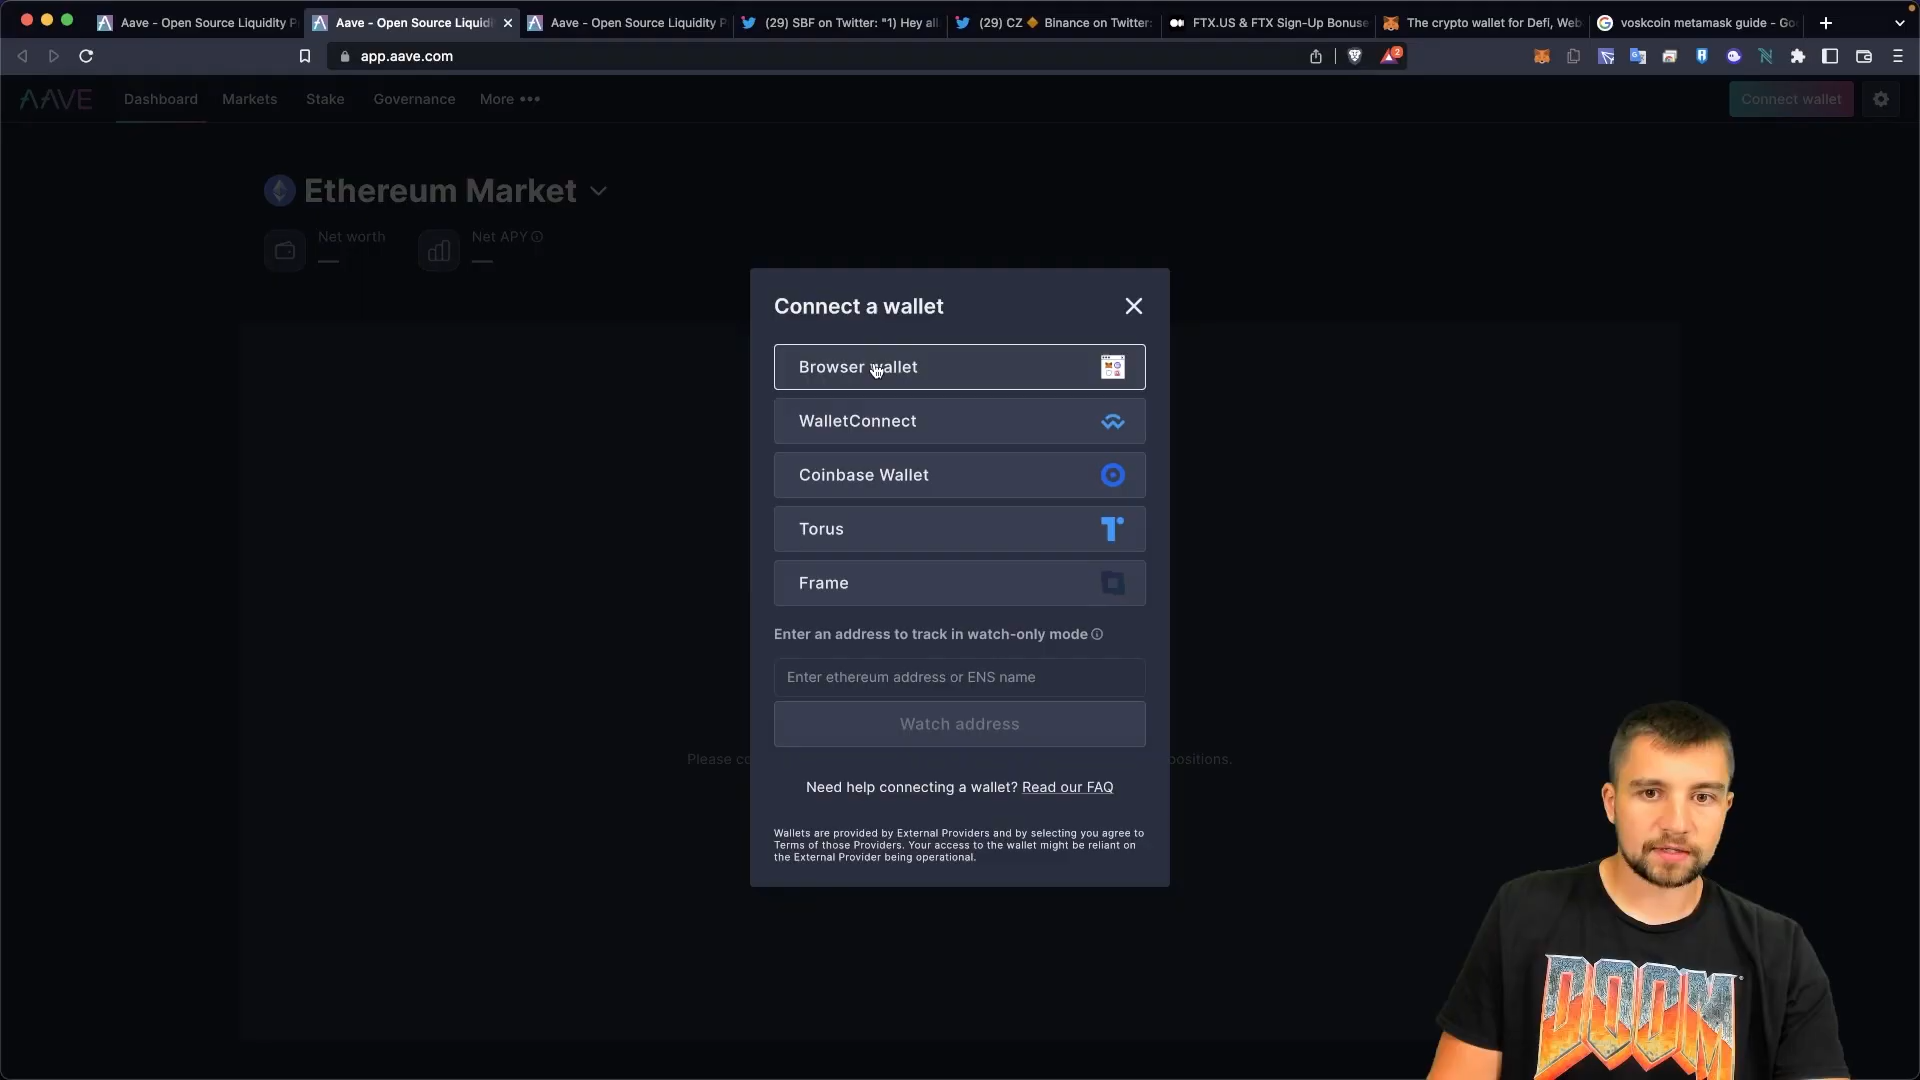 Aave - Open Source Liquidity P
Aave - Open Source Liquidi
Aave - Open Source Liquidity P
(29) SBF on Twitter: "1) Hey all
(29) CZ 🔶 Binance on Twitter:
FTX.US & FTX Sign-Up Bonuse
The crypto wallet for Defi, Web
voskcoin metamask guide - Go
app.aave.com
2
AAVE
Dashboard
Markets
Stake
Governance
More
Connect wallet
Ethereum Market
Net worth
—
Net APY
—
Connect a wallet
Browser wallet
WalletConnect
Coinbase Wallet
Torus
Frame
Enter an address to track in watch-only mode
Enter ethereum address or ENS name
Watch address
Please co
positions.
Need help connecting a wallet? Read our FAQ
Wallets are provided by External Providers and by selecting you agree to
Terms of those Providers. Your access to the wallet might be reliant on
the External Provider being operational.
DOOM